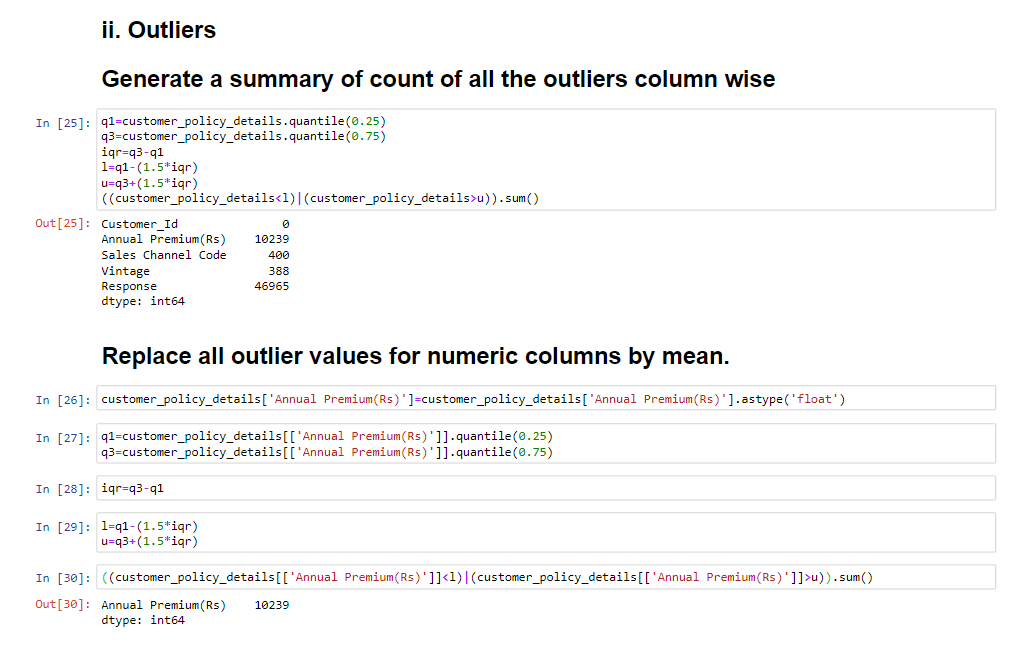 ii. Outliers
Generate a summary of count of all the outliers column wise
In [25]: q1=customer_policy_details.quantile(0.25)
q3=customer_policy_details.quantile(0.75)
iqr=q3-q1
l=q1-(1.5*iqr)
u=q3+(1.5*iqr)
((customer_policy_details<l)|(customer_policy_details>u)).sum()
Out[25]: Customer_Id 0
Annual Premium(Rs) 10239
Sales Channel Code 400
Vintage 388
Response 46965
dtype: int64
Replace all outlier values for numeric columns by mean.
In [26]: customer_policy_details['Annual Premium(Rs)']=customer_policy_details['Annual Premium(Rs)'].astype('float')
In [27]: q1=customer_policy_details[['Annual Premium(Rs)']].quantile(0.25)
q3=customer_policy_details[['Annual Premium(Rs)']].quantile(0.75)
In [28]: iqr=q3-q1
In [29]: l=q1-(1.5*iqr)
u=q3+(1.5*iqr)
In [30]: ((customer_policy_details[['Annual Premium(Rs)']]<l)|(customer_policy_details[['Annual Premium(Rs)']]>u)).sum()
Out[30]: Annual Premium(Rs) 10239
dtype: int64